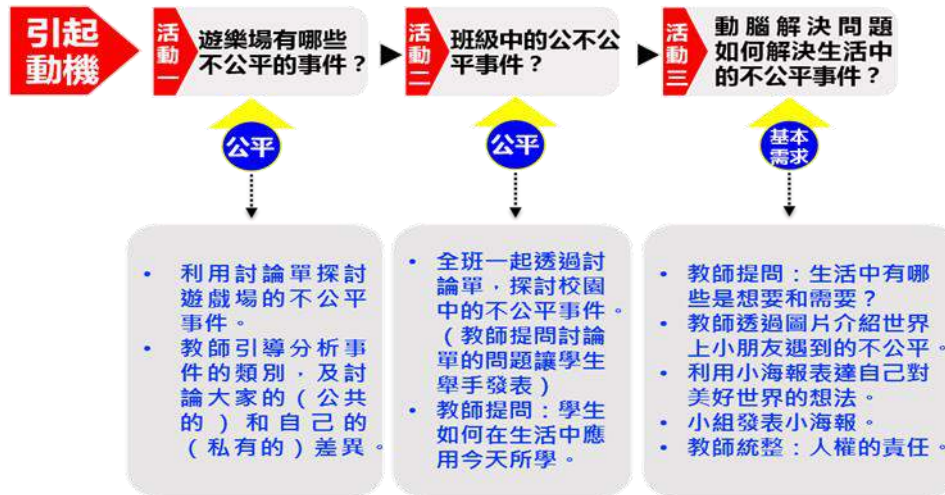 引起
動機
活動一
遊樂場有哪些
不公平的事件？
活動二
班級中的公不公
平事件？
活動三
動腦解決問題
如何解決生活中
的不公平事件？
公平
公平
基本
需求
• 利用討論單探討
遊戲場的不公平
事件。
• 教師引導分析事
件的類別，及討
論大家的（公共
的）和自己的
（私有的）差異。
• 全班一起透過討
論單，探討校園
中的不公平事件。
（教師提問討論
單的問題讓學生
舉手發表）
• 教師提問：學生
如何在生活中應
用今天所學。
• 教師提問：生活中有哪
些是想要和需要？
• 教師透過圖片介紹世界
上小朋友遇到的不公平。
• 利用小海報表達自己對
美好世界的想法。
• 小組發表小海報。
• 教師統整：人權的責任。